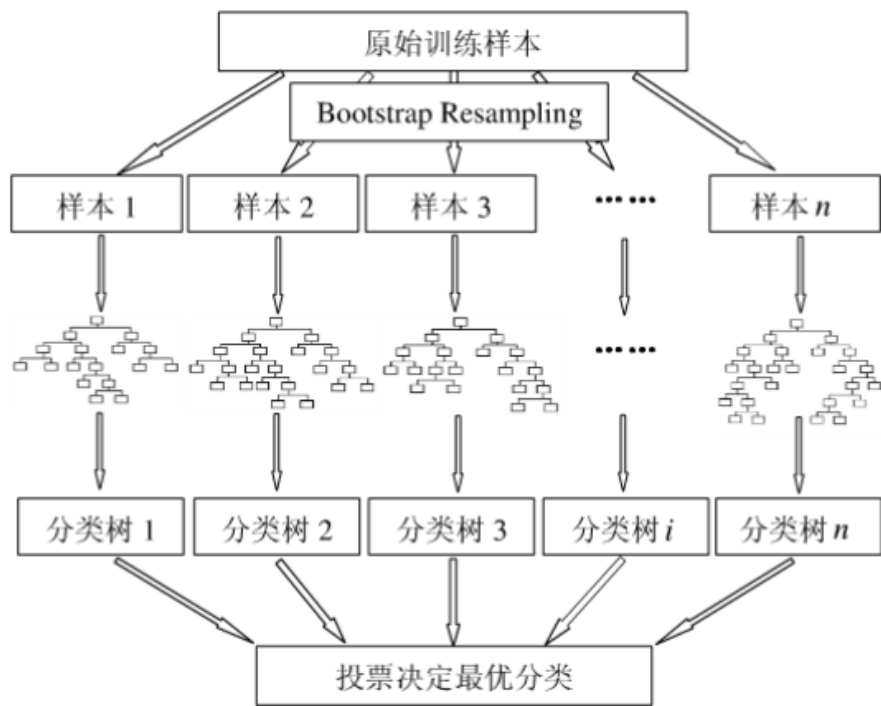 原始训练样本
Bootstrap Resampling
样本 1
样本 2
样本 3
……
样本 n
……
分类树 1
分类树 2
分类树 3
分类树 i
分类树 n
投票决定最优分类